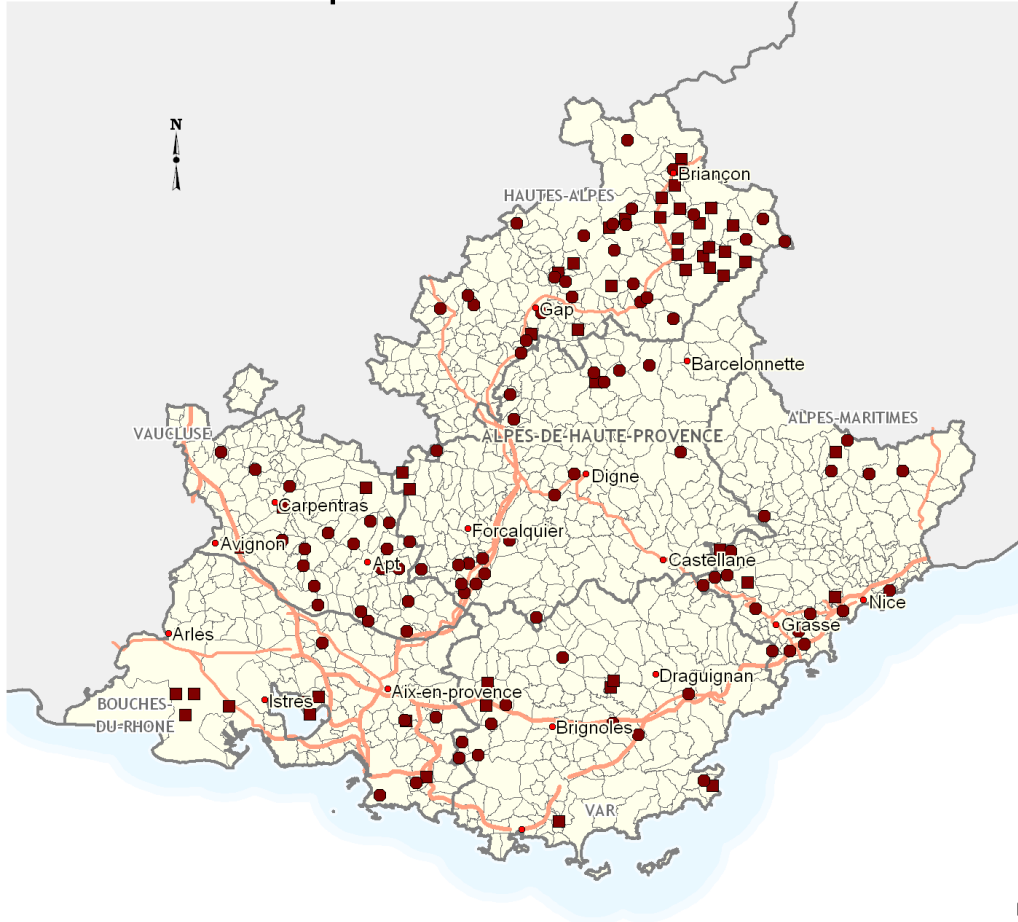 N
Briançon
HAUTES-ALPES
Gap
Barcelonnette
ALPES-MARITIMES
VAUCLUSE
ALPES-DE-HAUTE-PROVENCE
Digne
Carpentras
Forcalquier
Avignon
Apt
Castellane
Nice
Grasse
Arles
Draguignan
Aix-en-provence
Istres
BOUCHES-
DU-RHONE
Brignoles
VAR